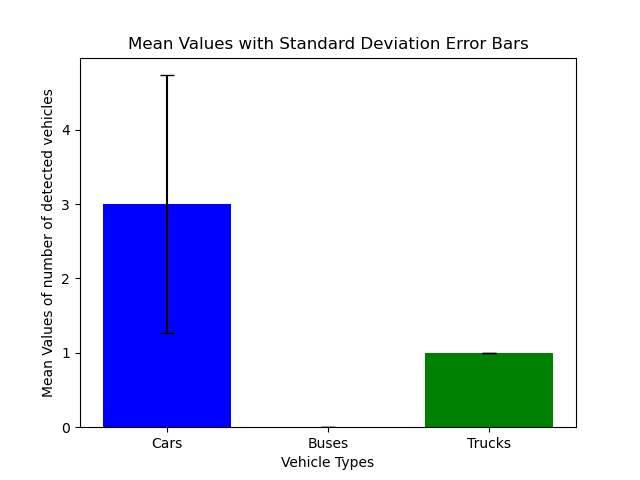 Mean Values with Standard Deviation Error Bars
Mean Values of number of detected vehicles
4
3
2
1
0
Cars
Buses
Trucks
Vehicle Types